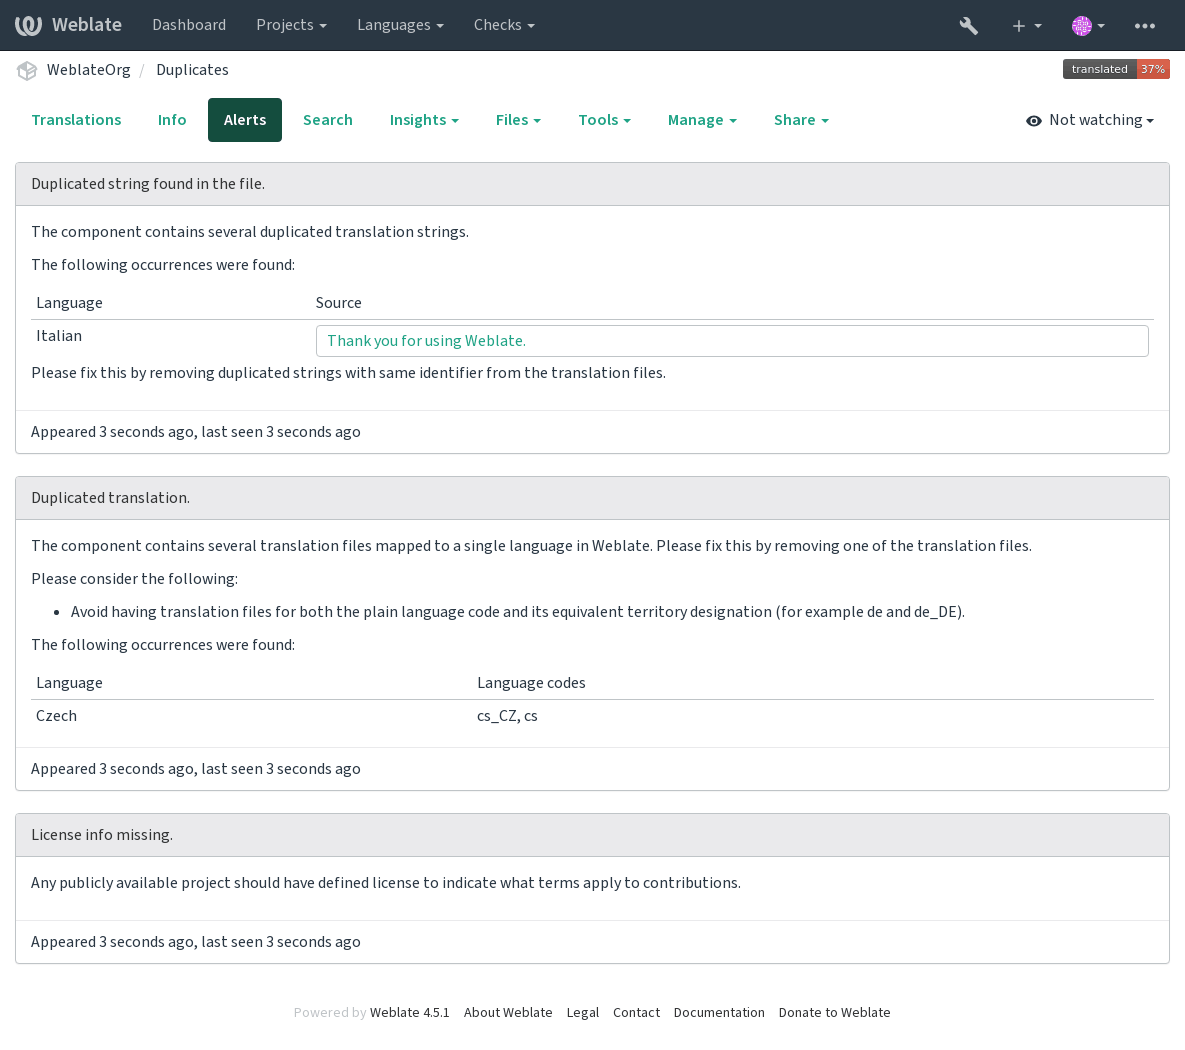 Weblate Dashboard Projects Languages Checks
WeblateOrg / Duplicates translated 37%
Translations Info Alerts Search Insights Files Tools Manage Share Not watching
Duplicated string found in the file.
The component contains several duplicated translation strings.
The following occurrences were found:
Language Source
Italian Thank you for using Weblate.
Please fix this by removing duplicated strings with same identifier from the translation files.
Appeared 3 seconds ago, last seen 3 seconds ago
Duplicated translation.
The component contains several translation files mapped to a single language in Weblate. Please fix this by removing one of the translation files.
Please consider the following:
• Avoid having translation files for both the plain language code and its equivalent territory designation (for example de and de_DE).
The following occurrences were found:
Language Language codes
Czech cs_CZ, cs
Appeared 3 seconds ago, last seen 3 seconds ago
License info missing.
Any publicly available project should have defined license to indicate what terms apply to contributions.
Appeared 3 seconds ago, last seen 3 seconds ago
Powered by Weblate 4.5.1 About Weblate Legal Contact Documentation Donate to Weblate